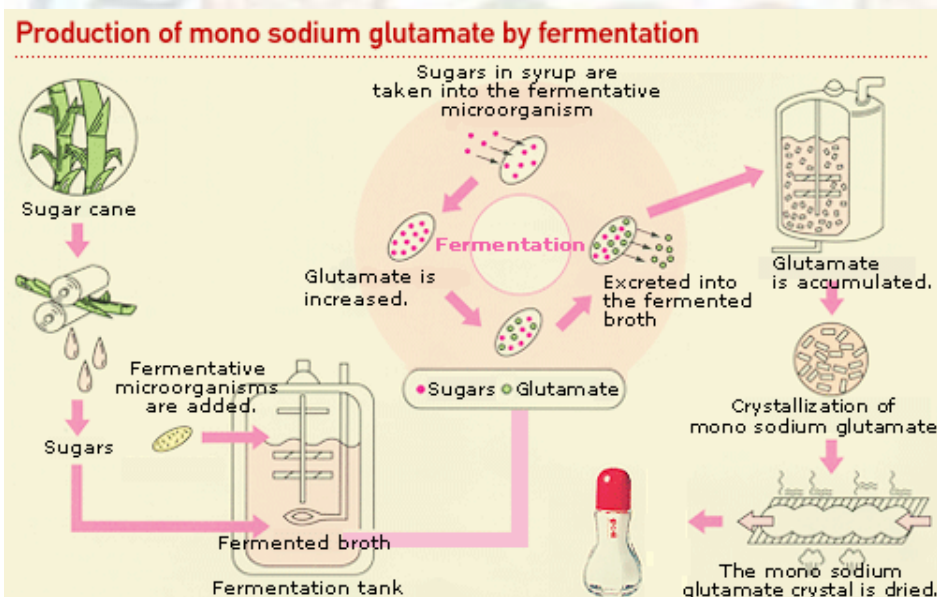 Production of mono sodium glutamate by fermentation
Sugar cane
Sugars
Fermentative
microorganisms
are added.
Fermented broth
Fermentation tank
Sugars in syrup are
taken into the fermentative
microorganism
Fermentation
Glutamate is
increased.
Excreted into
the fermented
broth
Sugars Glutamate
Glutamate
is accumulated.
Crystallization of
mono sodium glutamate
The mono sodium
glutamate crystal is dried.